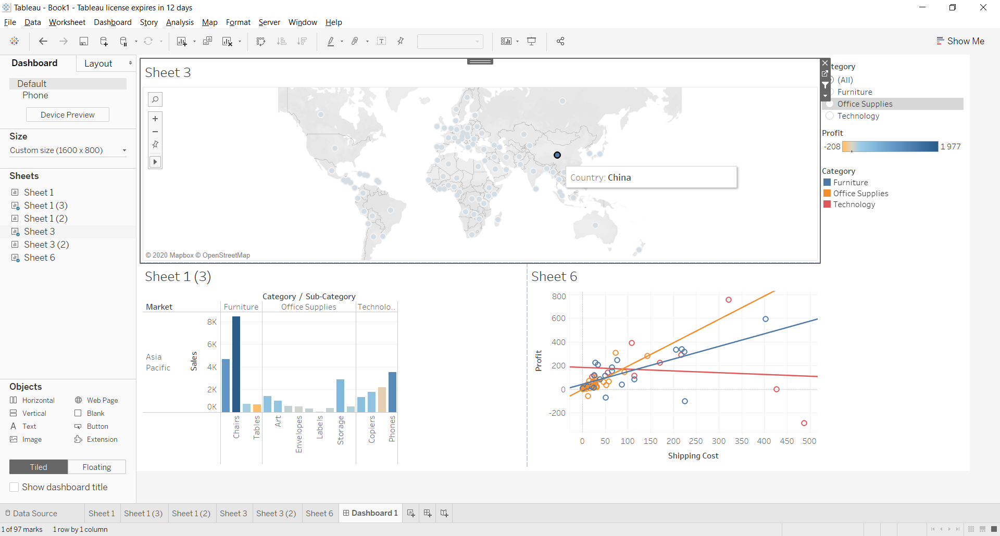 Tableau - Book1 - Tableau license expires in 12 days
File Data Worksheet Dashboard Story Analysis Map Format Server Window Help
Show Me
Dashboard
Layout
Default
Phone
Device Preview
Size
Custom size (1600 x 800)
Sheets
Sheet 1
Sheet 1 (3)
Sheet 1 (2)
Sheet 3
Sheet 3 (2)
Sheet 6
Objects
Horizontal Web Page
Vertical Blank
Text Button
Image Extension
Tiled Floating
Show dashboard title
Sheet 3
Country: China
© 2020 Mapbox © OpenStreetMap
tegory
(All)
Furniture
Office Supplies
Technology
Profit
-208 1 977
Category
Furniture
Office Supplies
Technology
Sheet 1 (3)
Category / Sub-Category
Market Furniture Office Supplies Technolo..
Asia
Pacific
Sales
8K
6K
4K
2K
0K
Chairs
Tables
Art
Envelopes
Labels
Storage
Copiers
Phones
Sheet 6
Profit
800
600
400
200
0
-200
0 50 100 150 200 250 300 350 400 450 500
Shipping Cost
Data Source Sheet 1 Sheet 1 (3) Sheet 1 (2) Sheet 3 Sheet 3 (2) Sheet 6 Dashboard 1
1 of 97 marks 1 row by 1 column